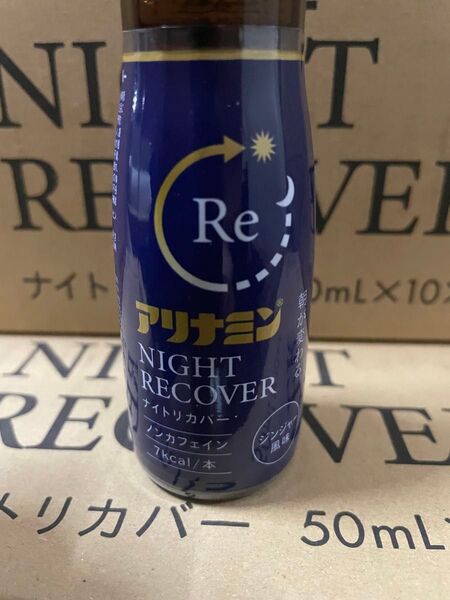 NIGHT
RECOVER
ナイト
0mL×10×
Re
アリナミン®
NIGHT
RECOVER
ナイトリカバー・
ノンカフェイン
7kcal/本
朝が変わる
ジンジャー
風味
NIGHT
RECOVER
イトリカバー 50mL×